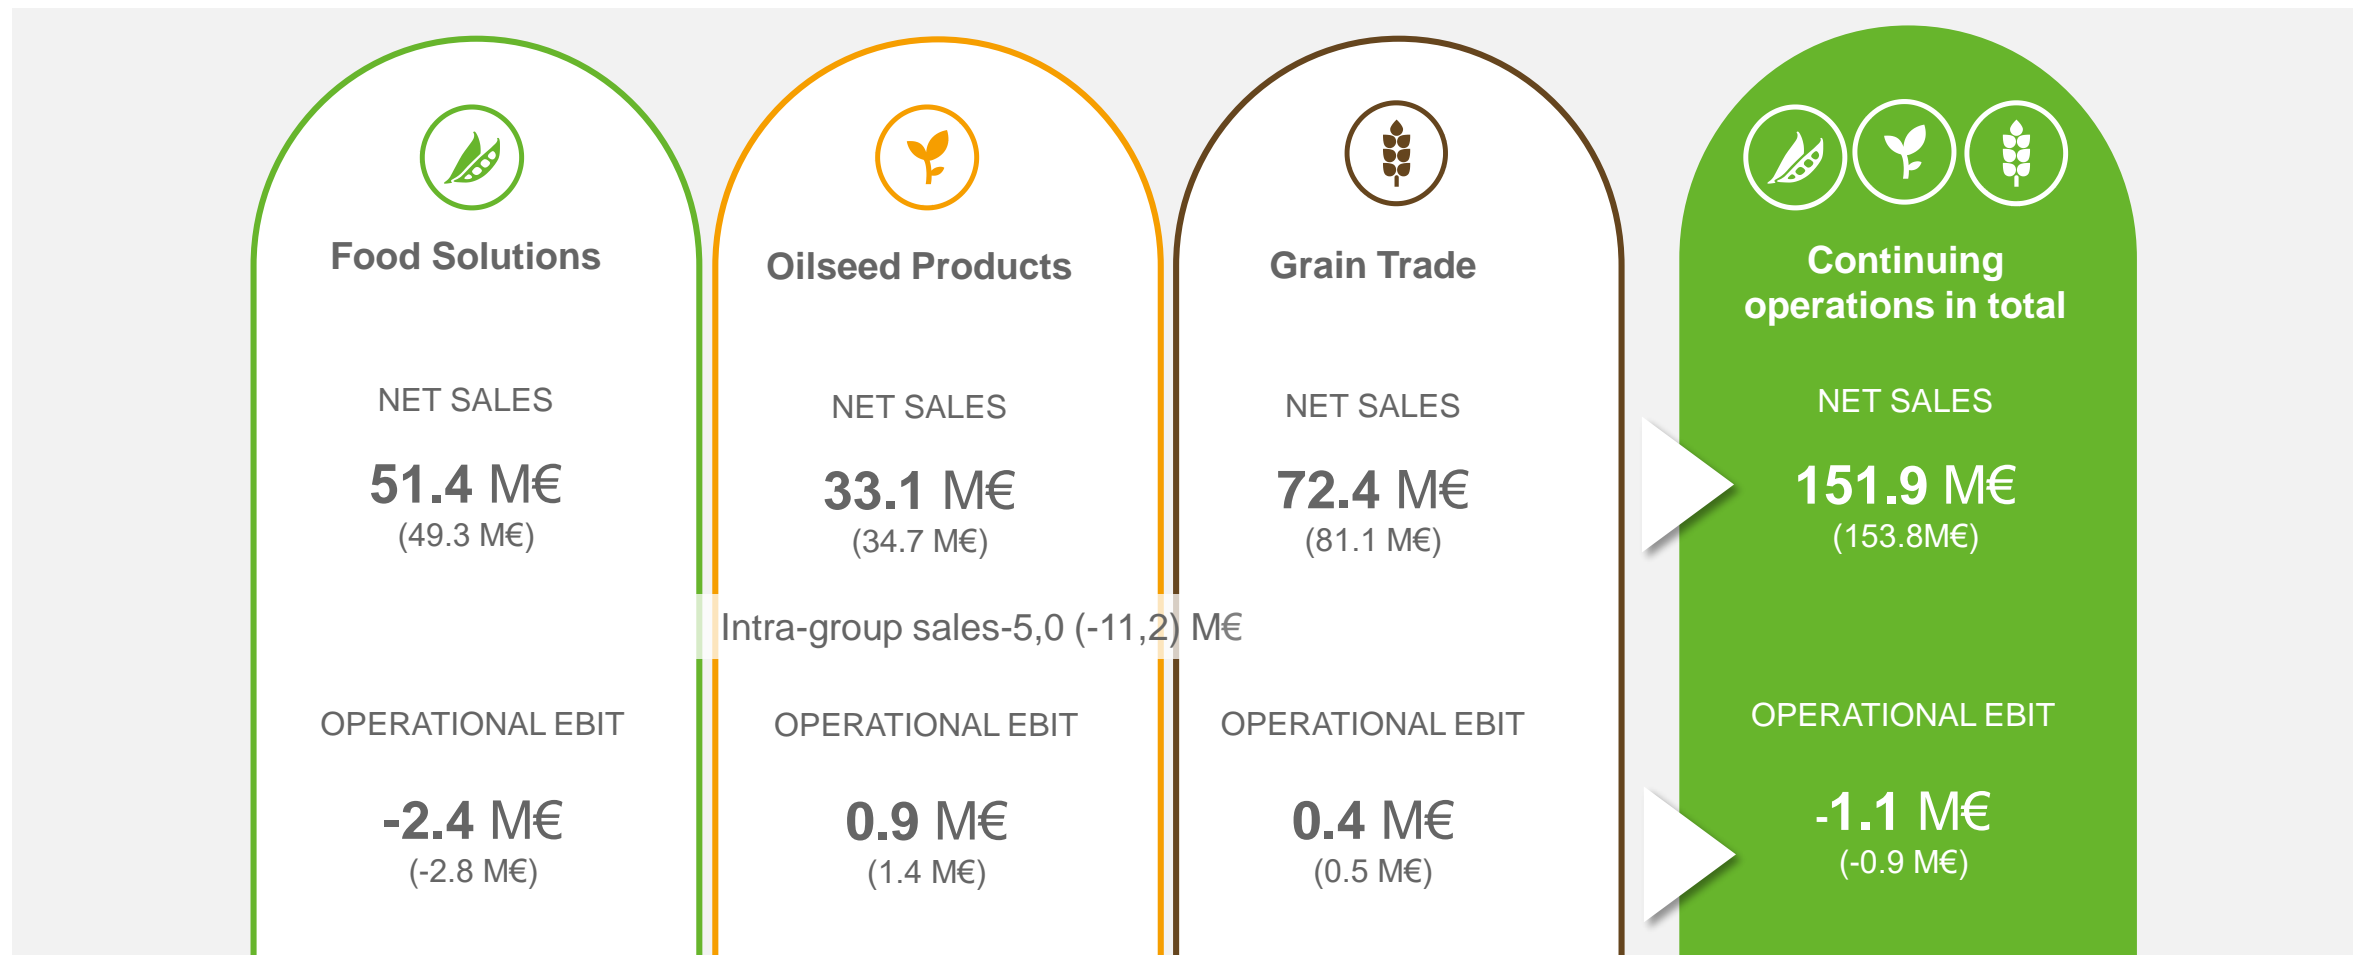 Food Solutions
NET SALES
51.4 M€
(49.3 M€)
OPERATIONAL EBIT
-2.4 M€
(-2.8 M€)
Oilseed Products
NET SALES
33.1 M€
(34.7 M€)
Intra-group sales-5,0 (-11,2) M€
OPERATIONAL EBIT
0.9 M€
(1.4 M€)
Grain Trade
NET SALES
72.4 M€
(81.1 M€)
OPERATIONAL EBIT
0.4 M€
(0.5 M€)
Continuing
operations in total
NET SALES
151.9 M€
(153.8M€)
OPERATIONAL EBIT
-1.1 M€
(-0.9 M€)